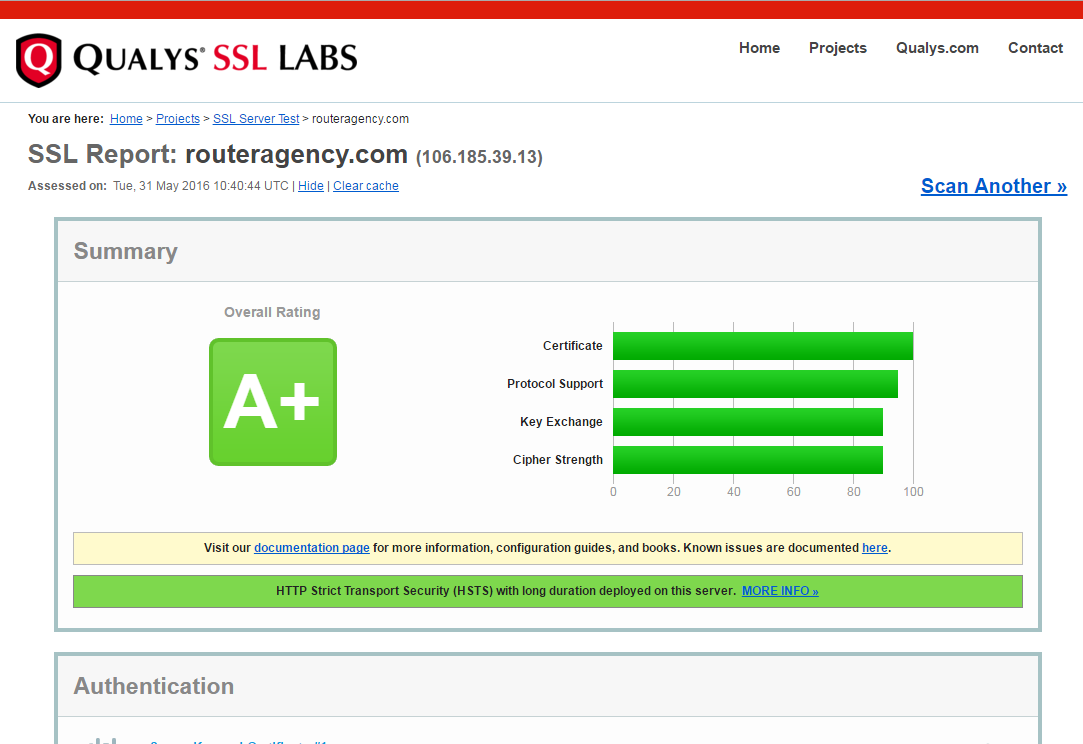 QUALYS® SSL LABS
Home Projects Qualys.com Contact
You are here: Home > Projects > SSL Server Test > routeragency.com
SSL Report: routeragency.com (106.185.39.13)
Assessed on: Tue, 31 May 2016 10:40:44 UTC | Hide | Clear cache
Scan Another »
Summary
Overall Rating
A+
Certificate
Protocol Support
Key Exchange
Cipher Strength
0 20 40 60 80 100
Visit our documentation page for more information, configuration guides, and books. Known issues are documented here.
HTTP Strict Transport Security (HSTS) with long duration deployed on this server. MORE INFO »
Authentication